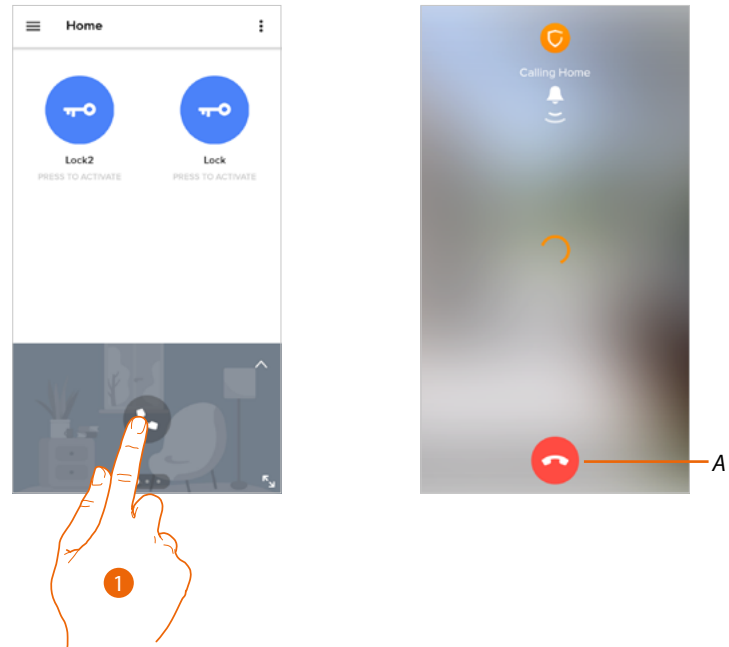 Home
Lock2
Lock
PRESS TO ACTIVATE
PRESS TO ACTIVATE
1
Calling Home
A